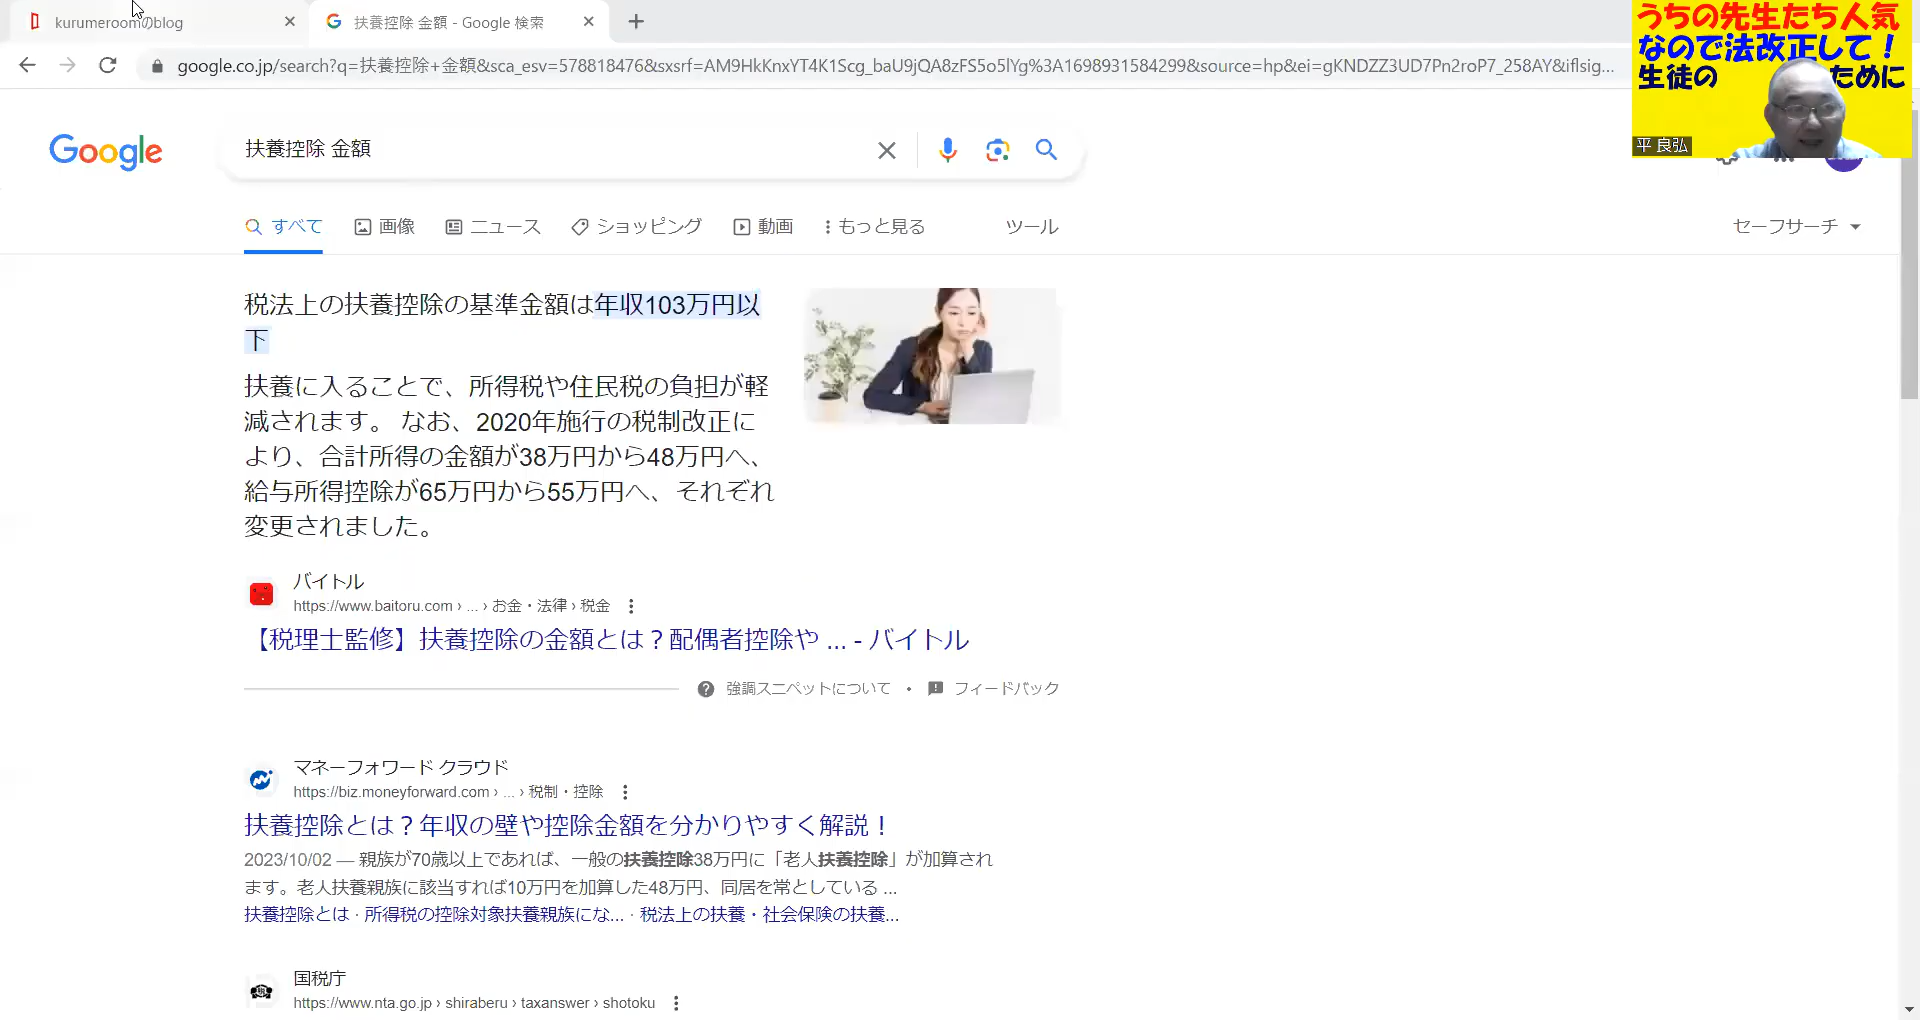 kurumeroomのblog
扶養控除 金額 - Google 検索
google.co.jp/search?q=扶養控除+金額&sca_esv=578818476&sxsrf=AM9HkKnxYT4K1Scg_baU9jQA8zFS5o5lYg%3A1698931584299&source=hp&ei=gKNDZZ3UD7Pn2roP7_258AY&iflsig...
うちの先生たち人気
なので法改正して！
生徒の ために
平 良弘
Google
扶養控除 金額
すべて
画像
ニュース
ショッピング
動画
もっと見る
ツール
セーフサーチ
税法上の扶養控除の基準金額は年収103万円以
下
扶養に入ることで、所得税や住民税の負担が軽
減されます。 なお、2020年施行の税制改正に
より、合計所得の金額が38万円から48万円へ、
給与所得控除が65万円から55万円へ、それぞれ
変更されました。
バイトル
https://www.baitoru.com › ... › お金・法律 › 税金
【税理士監修】扶養控除の金額とは？配偶者控除や ... - バイトル
強調スニペットについて • フィードバック
マネーフォワード クラウド
https://biz.moneyforward.com › ... › 税制・控除
扶養控除とは？年収の壁や控除金額を分かりやすく解説！
2023/10/02 — 親族が70歳以上であれば、一般の扶養控除38万円に「老人扶養控除」が加算され
ます。老人扶養親族に該当すれば10万円を加算した48万円、同居を常としている ...
扶養控除とは · 所得税の控除対象扶養親族にな... · 税法上の扶養・社会保険の扶養...
国税庁
https://www.nta.go.jp › shiraberu › taxanswer › shotoku